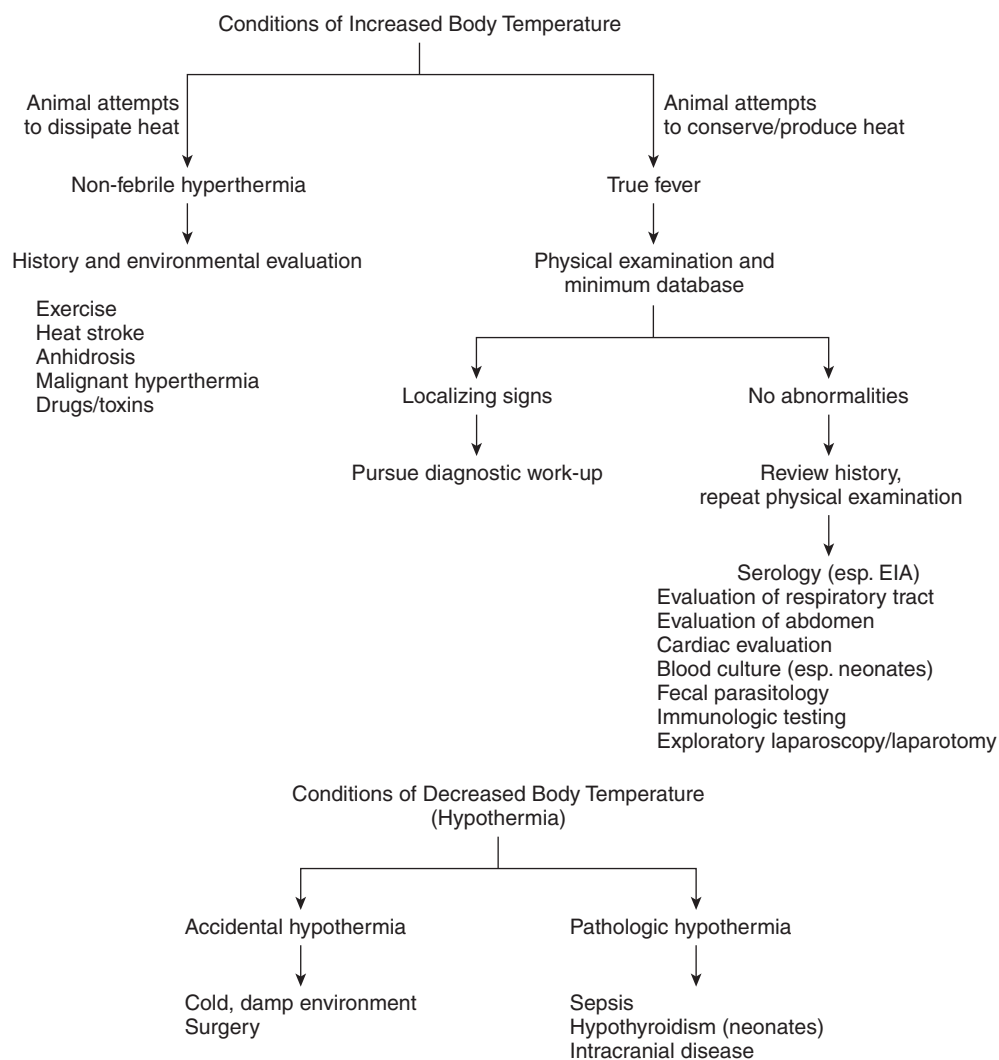 Conditions of Increased Body Temperature
Animal attempts
to dissipate heat
Animal attempts
to conserve/produce heat
Non-febrile hyperthermia
True fever
History and environmental evaluation
Physical examination and
minimum database
Exercise
Heat stroke
Anhidrosis
Malignant hyperthermia
Drugs/toxins
Localizing signs
No abnormalities
Pursue diagnostic work-up
Review history,
repeat physical examination
Serology (esp. EIA)
Evaluation of respiratory tract
Evaluation of abdomen
Cardiac evaluation
Blood culture (esp. neonates)
Fecal parasitology
Immunologic testing
Exploratory laparoscopy/laparotomy
Conditions of Decreased Body Temperature
(Hypothermia)
Accidental hypothermia
Pathologic hypothermia
Cold, damp environment
Surgery
Sepsis
Hypothyroidism (neonates)
Intracranial disease